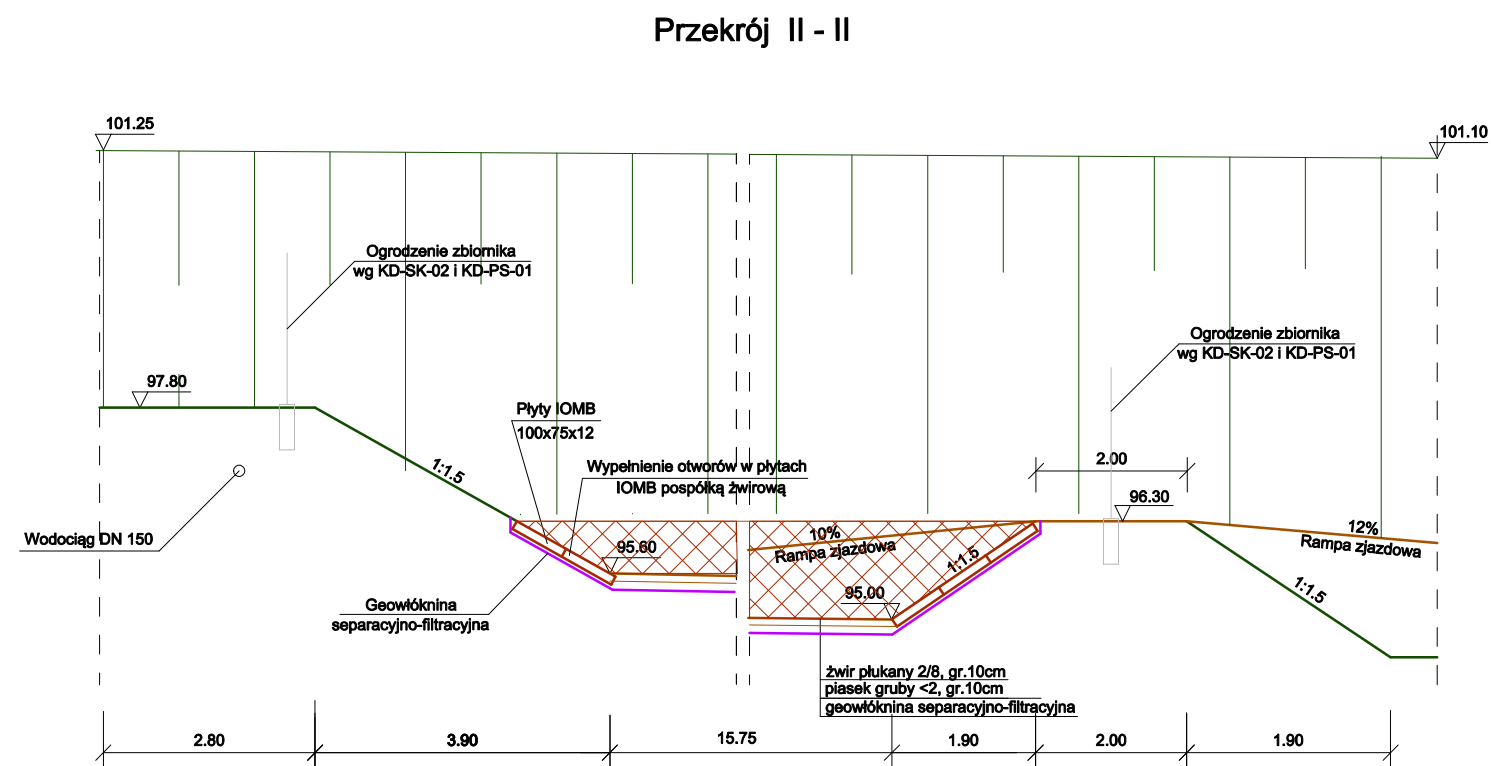 Przekrój II - II
101.25
101.10
Ogrodzenie zbiornika
wg KD-SK-02 i KD-PS-01
Ogrodzenie zbiornika
wg KD-SK-02 i KD-PS-01
97.80
Płyty IOMB
100x75x12
1:1.5
Wypełnienie otworów w płytach
IOMB pospółką żwirową
2.00
96.30
Wodociąg DN 150
95.60
10%
Rampa zjazdowa
1:1.5
12%
Rampa zjazdowa
1:1.5
95.00
Geowłóknina
separacyjno-filtracyjna
żwir płukany 2/8, gr.10cm
piasek gruby <2, gr.10cm
geowłóknina separacyjno-filtracyjna
2.80
3.90
15.75
1.90
2.00
1.90